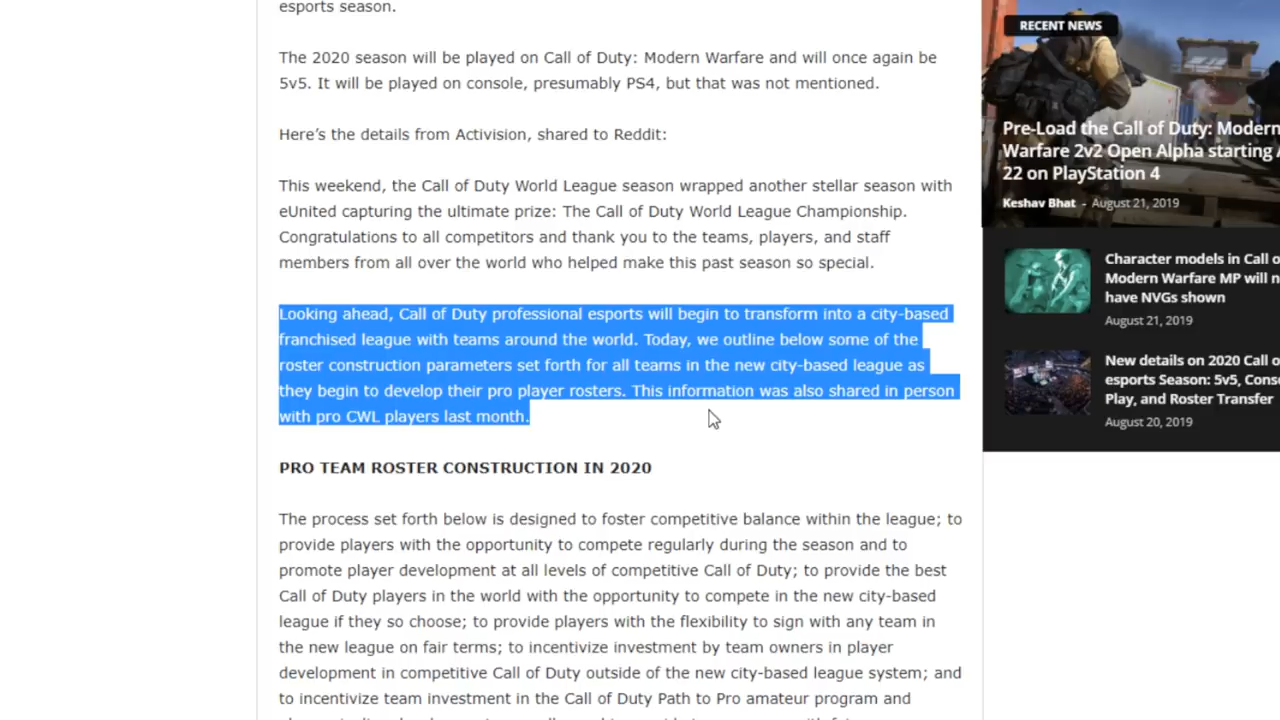 esports season.
The 2020 season will be played on Call of Duty: Modern Warfare and will once again be
5v5. It will be played on console, presumably PS4, but that was not mentioned.
Here's the details from Activision, shared to Reddit:
This weekend, the Call of Duty World League season wrapped another stellar season with
eUnited capturing the ultimate prize: The Call of Duty World League Championship.
Congratulations to all competitors and thank you to the teams, players, and staff
members from all over the world who helped make this past season so special.
Looking ahead, Call of Duty professional esports will begin to transform into a city-based
franchised league with teams around the world. Today, we outline below some of the
roster construction parameters set forth for all teams in the new city-based league as
they begin to develop their pro player rosters. This information was also shared in person
with pro CWL players last month.
PRO TEAM ROSTER CONSTRUCTION IN 2020
The process set forth below is designed to foster competitive balance within the league; to
provide players with the opportunity to compete regularly during the season and to
promote player development at all levels of competitive Call of Duty; to provide the best
Call of Duty players in the world with the opportunity to compete in the new city-based
league if they so choose; to provide players with the flexibility to sign with any team in
the new league on fair terms; to incentivize investment by team owners in player
development in competitive Call of Duty outside of the new city-based league system; and
to incentivize team investment in the Call of Duty Path to Pro amateur program and
RECENT NEWS
Pre-Load the Call of Duty: Modern
Warfare 2v2 Open Alpha starting
22 on PlayStation 4
Keshav Bhat - August 21, 2019
Character models in Call
Modern Warfare MP will
have NVGs shown
August 21, 2019
New details on 2020 Call
esports Season: 5v5,
Play, and Roster Transfer
August 20, 2019